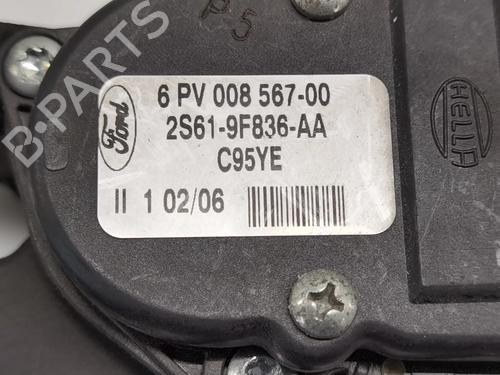 P5
Ford
6 PV 008 567-00
2S61-9F836-AA
C95YE
II 1 02/06
HELLA
B-PARTS